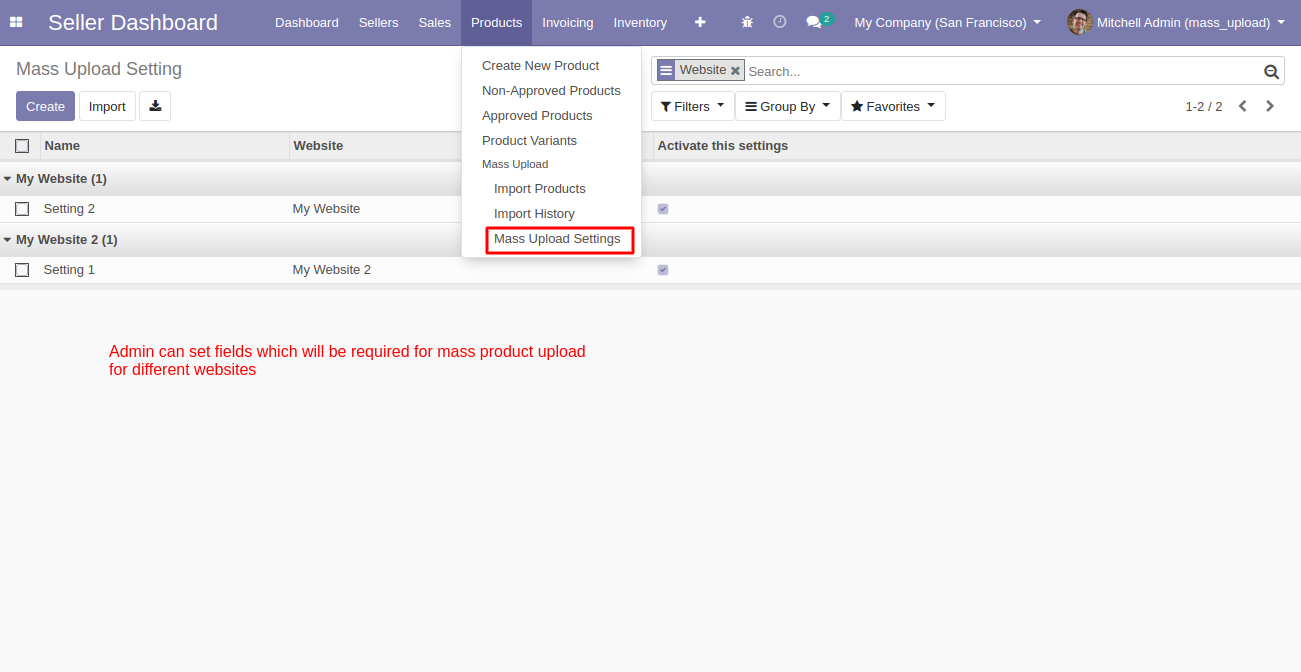 Seller Dashboard Dashboard Sellers Sales Products Invoicing Inventory 2 My Company (San Francisco) Mitchell Admin (mass_upload)
Mass Upload Setting
Website Search...
Create Import
Filters Group By Favorites 1-2 / 2
Create New Product
Non-Approved Products
Approved Products
Product Variants
Mass Upload
Import Products
Import History
Mass Upload Settings
Name Website Activate this settings
My Website (1)
Setting 2 My Website
My Website 2 (1)
Setting 1 My Website 2
Admin can set fields which will be required for mass product upload
for different websites